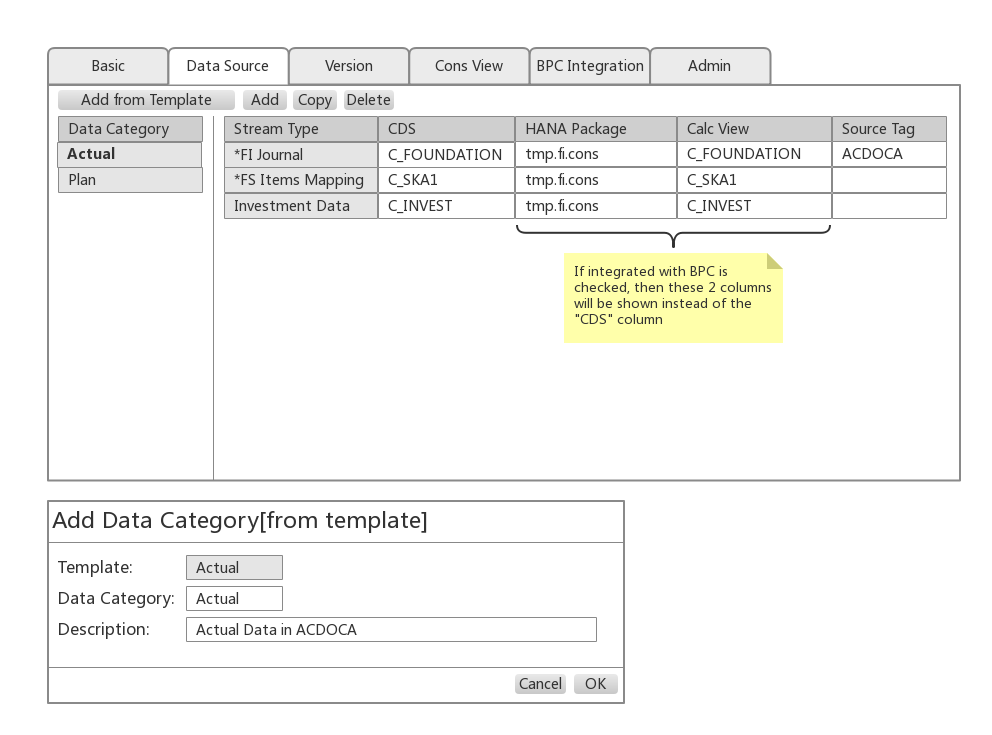 Basic Data Source Version Cons View BPC Integration Admin
Add from Template Add Copy Delete
Data Category Stream Type CDS HANA Package Calc View Source Tag
Actual *FI Journal C_FOUNDATION tmp.fi.cons C_FOUNDATION ACDOCA
Plan *FS Items Mapping C_SKA1 tmp.fi.cons C_SKA1
Investment Data C_INVEST tmp.fi.cons C_INVEST
If integrated with BPC is
checked, then these 2 columns
will be shown instead of the
"CDS" column
Add Data Category[from template]
Template: Actual
Data Category: Actual
Description: Actual Data in ACDOCA
Cancel OK